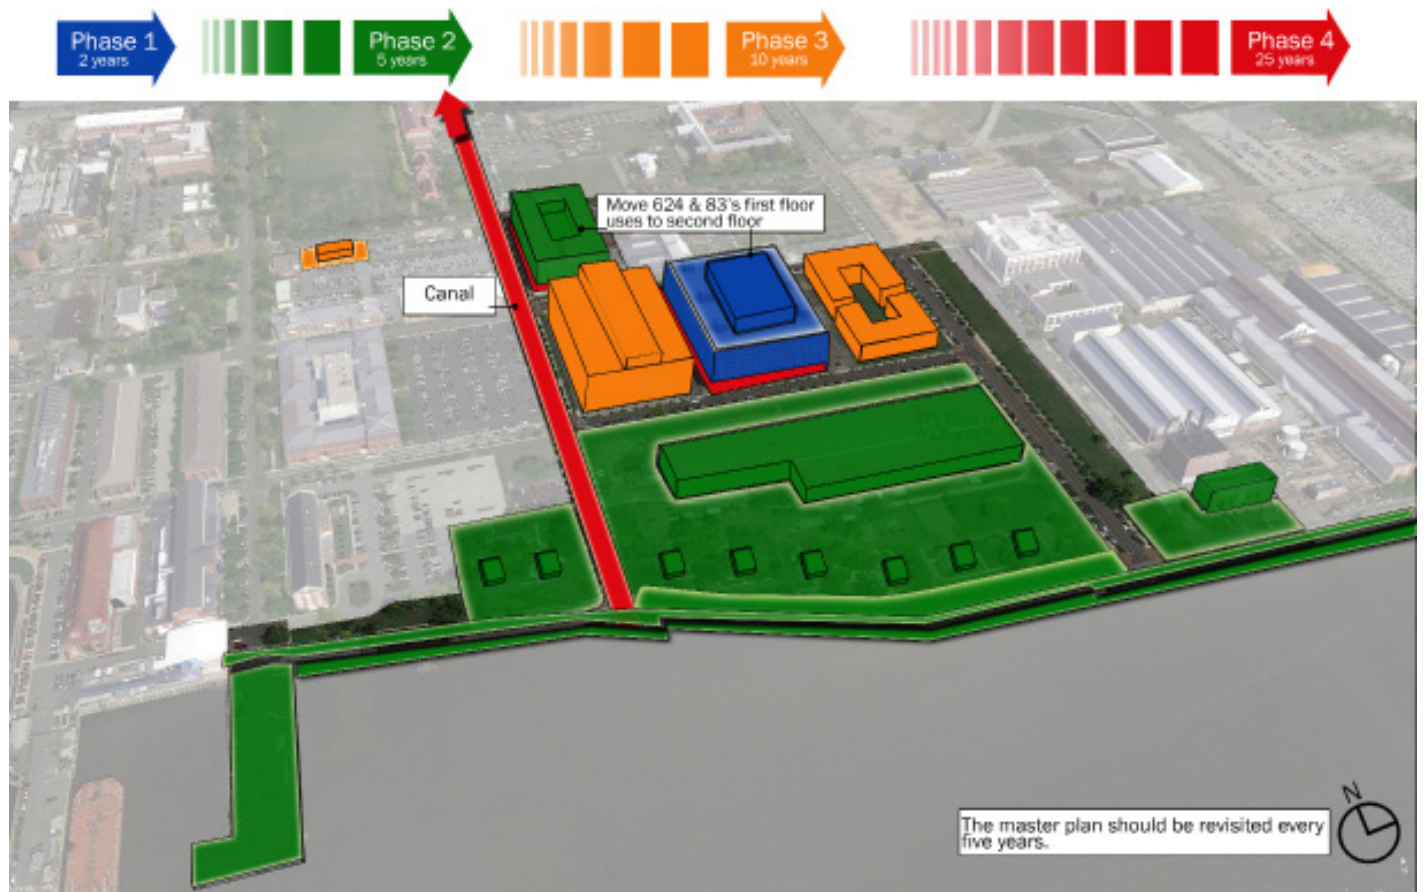 Phase 1
2 years
Phase 2
5 years
Phase 3
10 years
Phase 4
25 years
Move 624 & 83's first floor
uses to second floor
Canal
N
The master plan should be revisited every
five years.